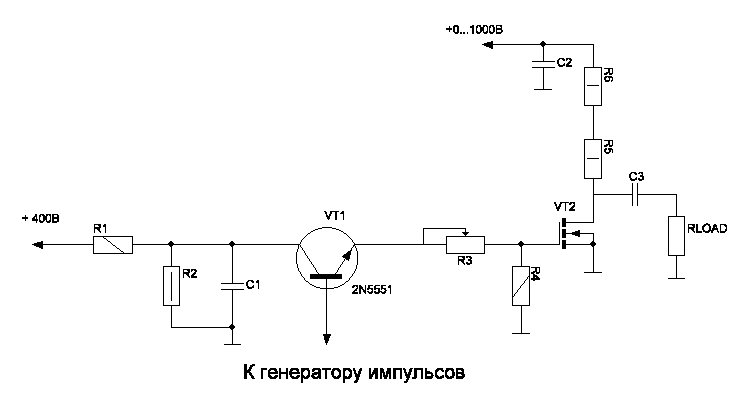 +0...1000В
C2
R6
R5
C3
VT2
RLOAD
VT1
+ 400В
R1
R3
R2
C1
R4
2N5551
К генератору импульсов